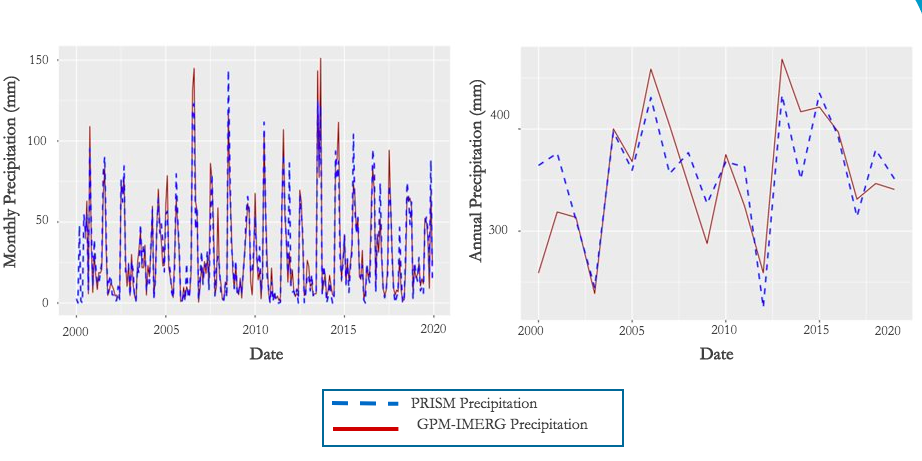 Monthly Precipitation (mm)
150
100
50
0
2000
2005
2010
2015
2020
Date
Annual Precipitation (mm)
400
300
2000
2005
2010
2015
2020
Date
PRISM Precipitation
GPM-IMERG Precipitation